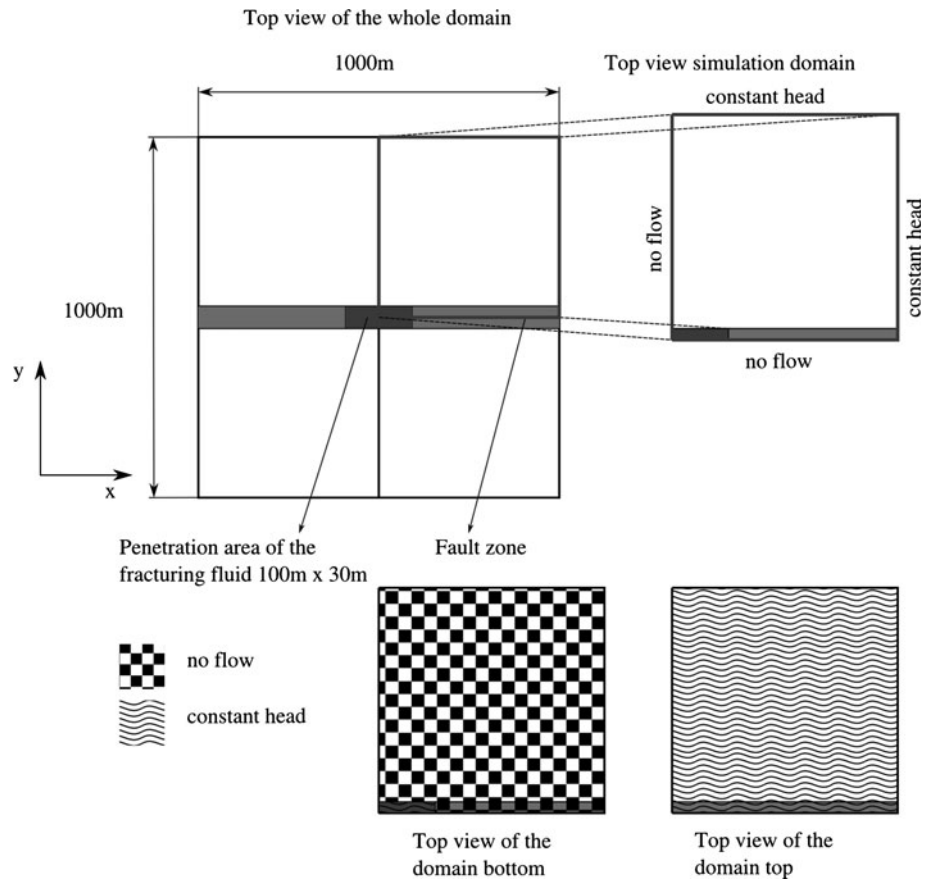 Top view of the whole domain
1000m
Top view simulation domain
constant head
no flow
constant head
1000m
no flow
y
x
Penetration area of the
fracturing fluid 100m x 30m
Fault zone
no flow
constant head
Top view of the
domain bottom
Top view of the
domain top